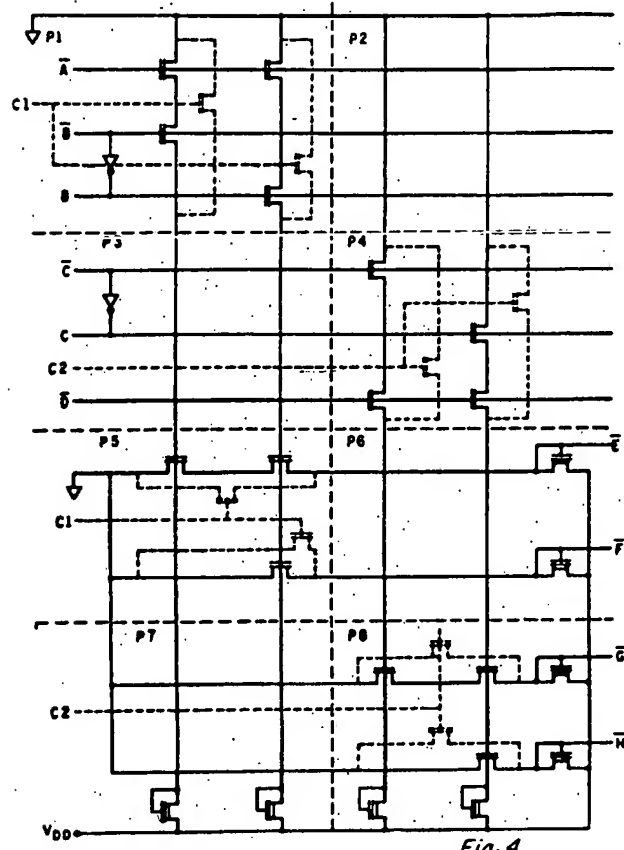 P1 P2
A̅
C1
B̅
B
P3 P4
C̅
C
C2
D̅
P5 P6
E̅
C1
F̅
P7 P8
G̅
C2
H̅
VDD
Fig. 4